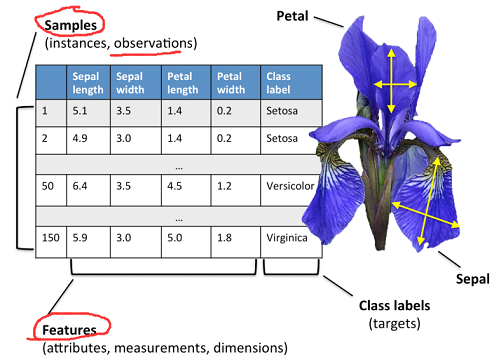 Samples
(instances, observations)
Petal
Sepal length Sepal width Petal length Petal width Class label
1 5.1 3.5 1.4 0.2 Setosa
2 4.9 3.0 1.4 0.2 Setosa
...
50 6.4 3.5 4.5 1.2 Versicolor
...
150 5.9 3.0 5.0 1.8 Virginica
Sepal
Class labels
(targets)
Features
(attributes, measurements, dimensions)